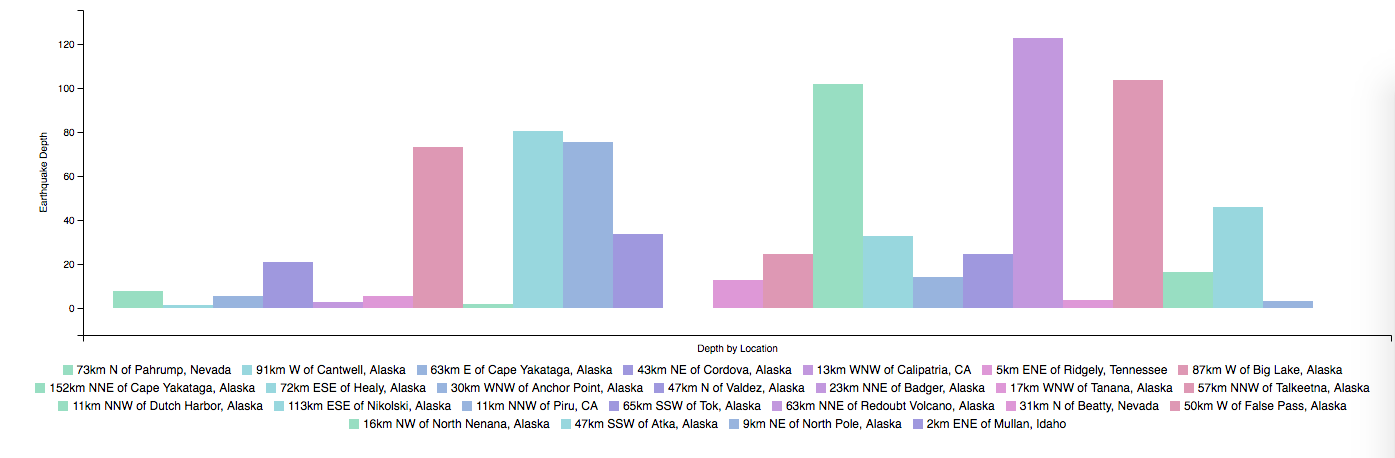 120
100
80
60
40
20
0
Earthquake Depth
Depth by Location
73km N of Pahrump, Nevada 91km W of Cantwell, Alaska 63km E of Cape Yakataga, Alaska 43km NE of Cordova, Alaska 13km WNW of Calipatria, CA 5km ENE of Ridgely, Tennessee 87km W of Big Lake, Alaska
152km NNE of Cape Yakataga, Alaska 72km ESE of Healy, Alaska 30km WNW of Anchor Point, Alaska 47km N of Valdez, Alaska 23km NNE of Badger, Alaska 17km WNW of Tanana, Alaska 57km NNW of Talkeetna, Alaska
11km NNW of Dutch Harbor, Alaska 113km ESE of Nikolski, Alaska 11km NNW of Piru, CA 65km SSW of Tok, Alaska 63km NNE of Redoubt Volcano, Alaska 31km N of Beatty, Nevada 50km W of False Pass, Alaska
16km NW of North Nenana, Alaska 47km SSW of Atka, Alaska 9km NE of North Pole, Alaska 2km ENE of Mullan, Idaho